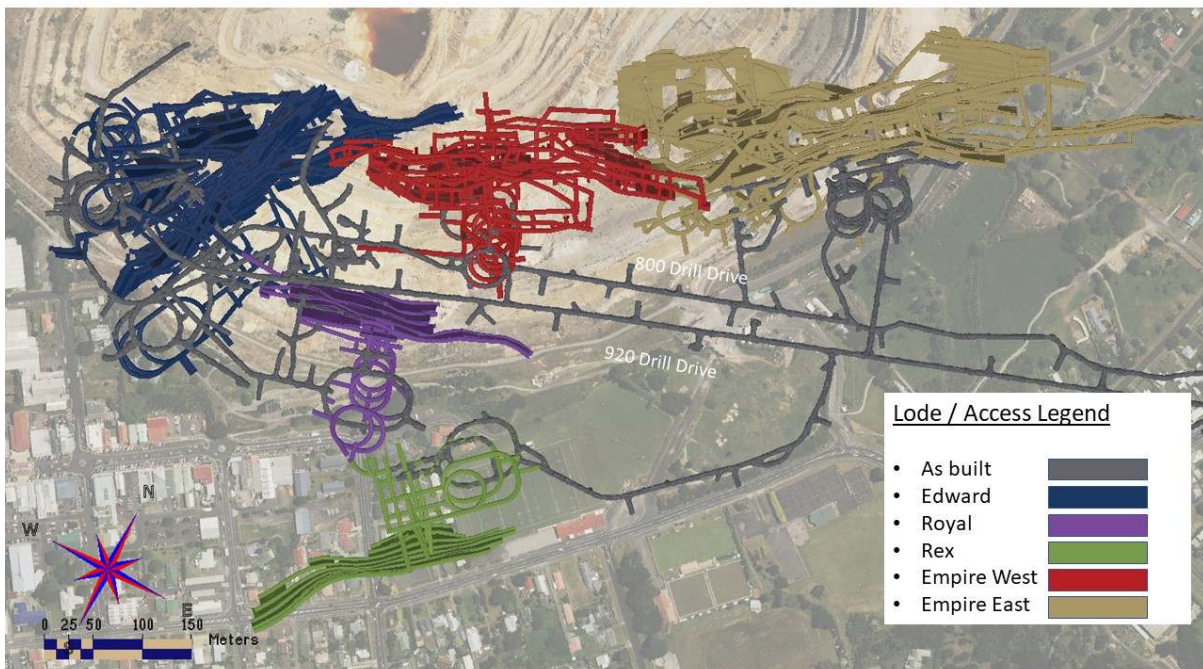 800 Drill Drive
920 Drill Drive
Lode / Access Legend
• As built
• Edward
• Royal
• Rex
• Empire West
• Empire East
N
W
E
S
0 25 50 100 150
Meters